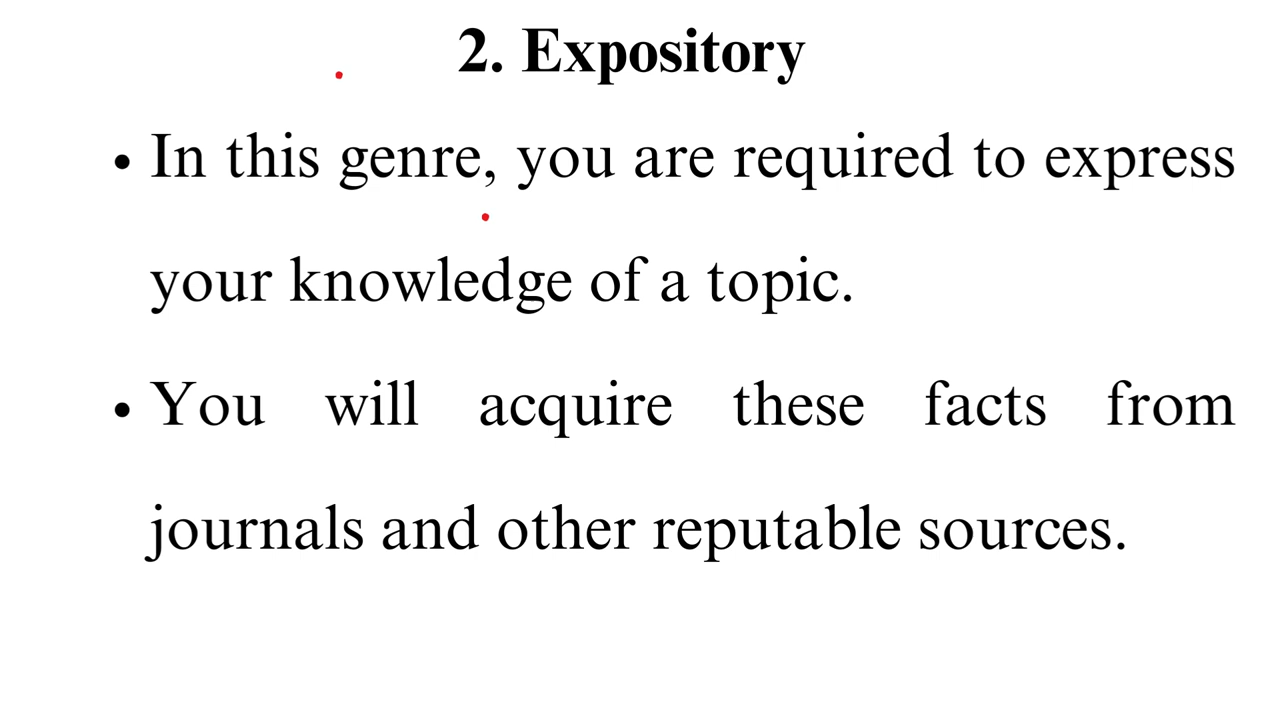 2. Expository
• In this genre, you are required to express
your knowledge of a topic.
• You will acquire these facts from
journals and other reputable sources.